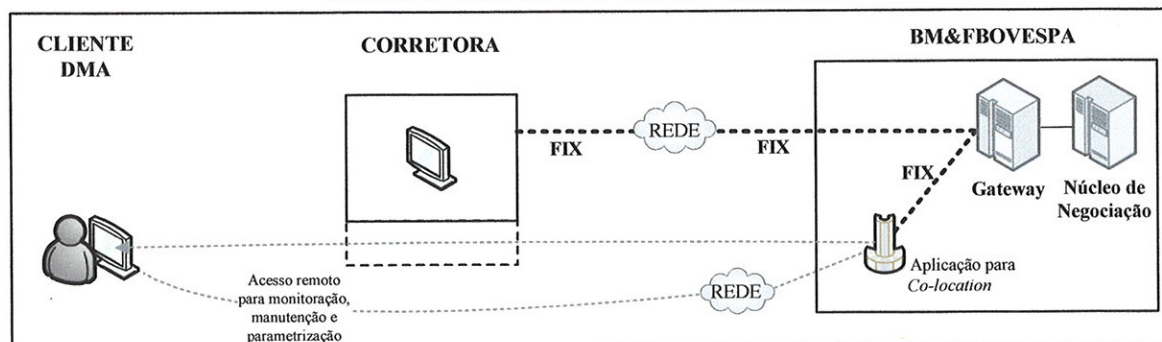 CLIENTE
DMA
CORRETORA
BM&FBOVESPA
REDE
FIX
FIX
FIX
Gateway
Núcleo de
Negociação
Aplicação para
Co-location
Acesso remoto
para monitoração,
manutenção e
parametrização
REDE